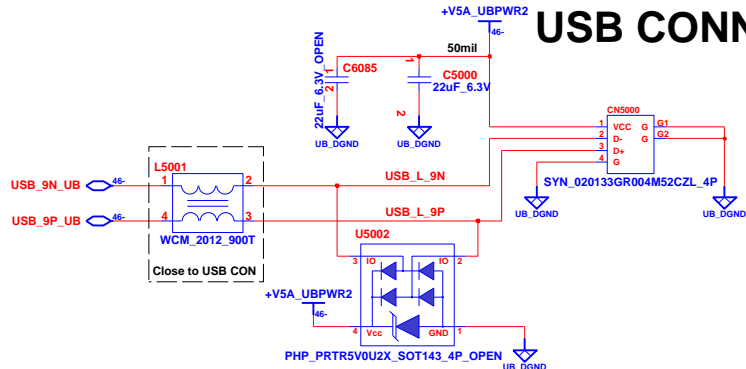 +V5A_UBPWR2
USB CONN
46-
50mil
22uF_6.3V_OPEN
1
2
C6085
1
C5000
22uF_6.3V
2
UB_DGND
UB_DGND
CN5000
1 VCC G G1
2 D- G G2
3 D+
4 G
SYN_020133GR004M52CZL_4P
UB_DGND
UB_DGND
L5001
USB_9N_UB 46- 1 2 USB_L_9N
USB_9P_UB 46- 4 3 USB_L_9P
WCM_2012_900T
Close to USB CON
U5002
3 IO IO 2
+V5A_UBPWR2
46-
4 Vcc GND 1
PHP_PRTR5V0U2X_SOT143_4P_OPEN
UB_DGND